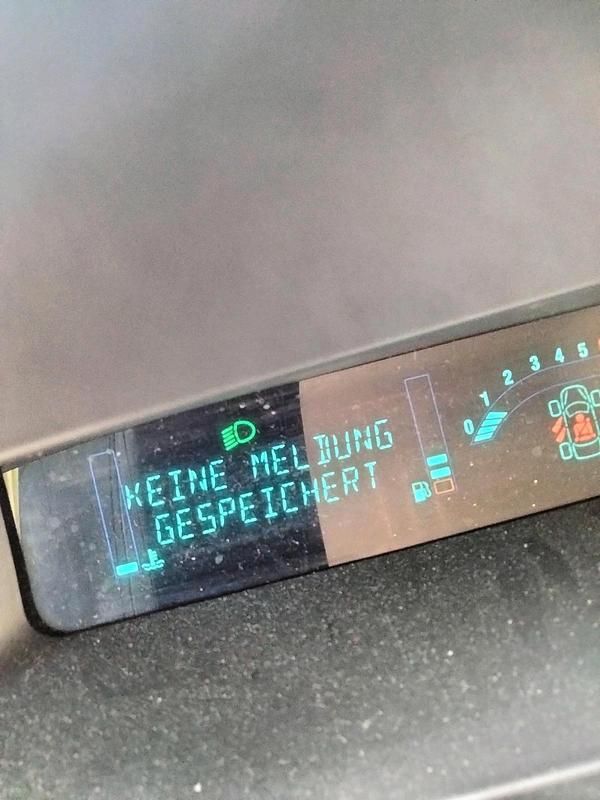 KEINE MELDUNG
GESPEICHERT
0 1 2 3 4 5